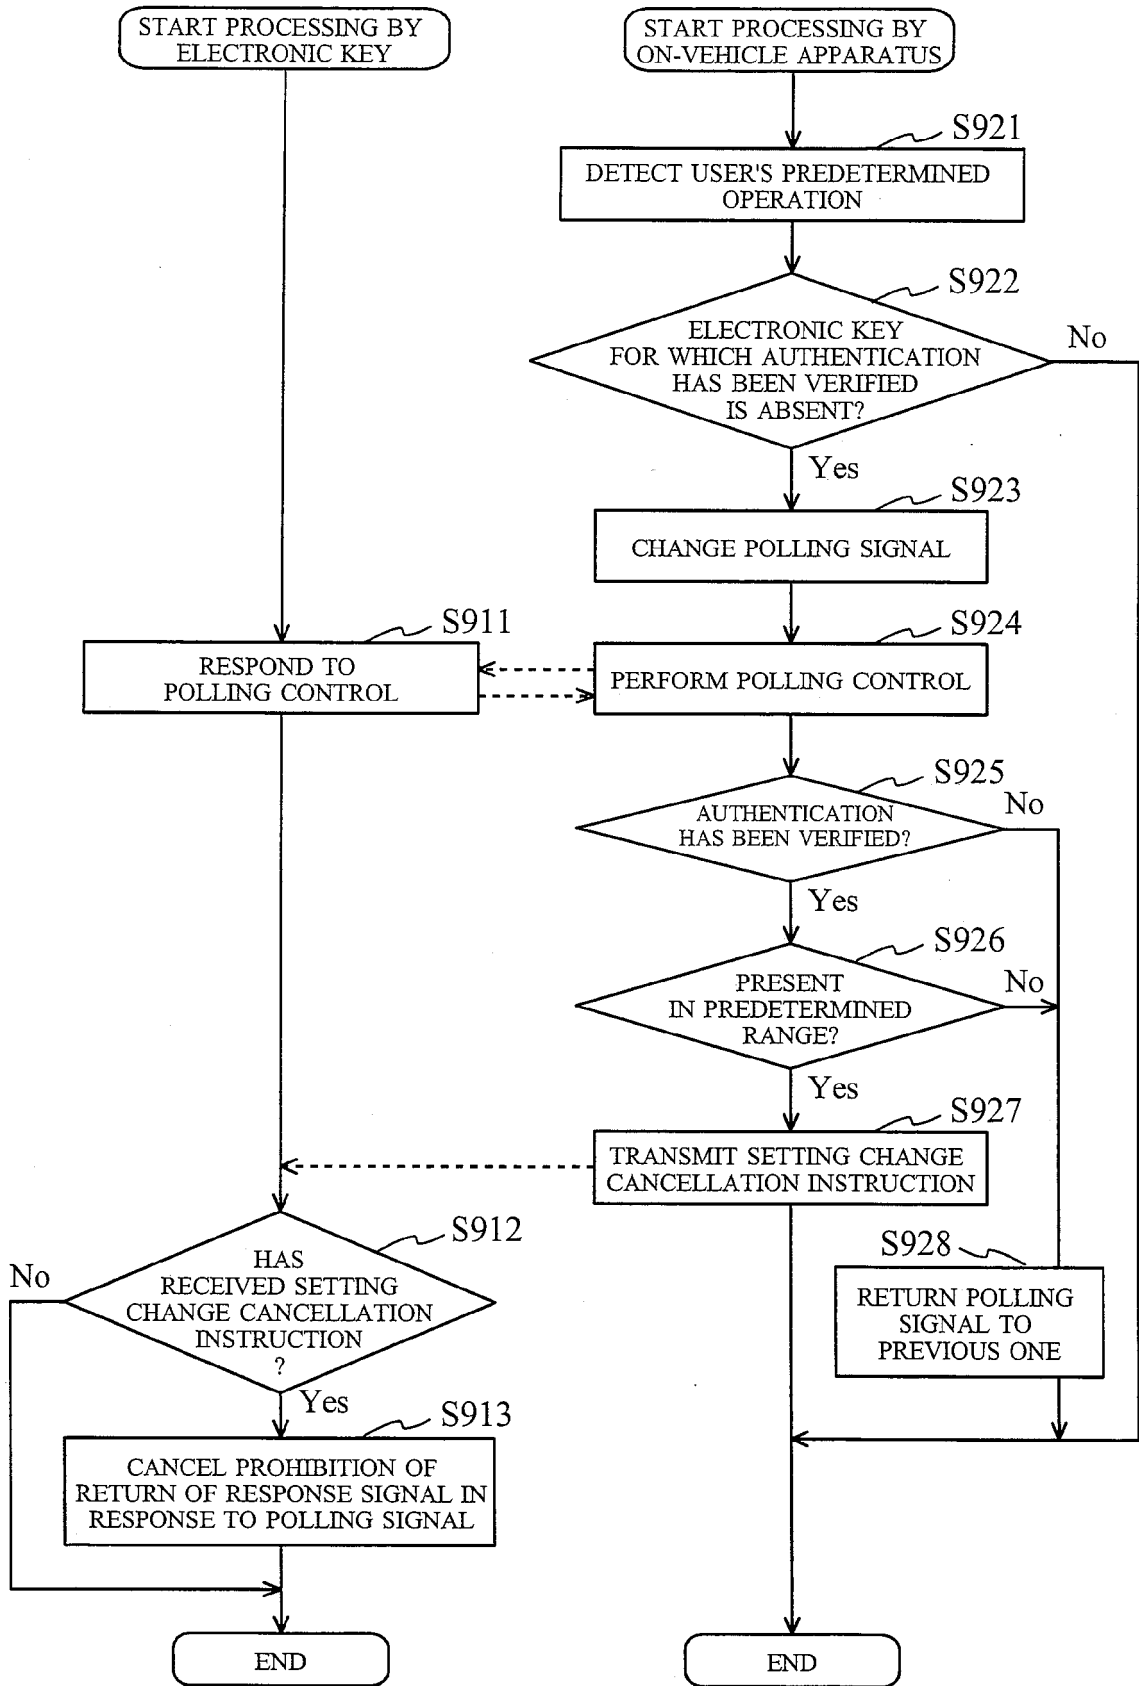 START PROCESSING BY
ELECTRONIC KEY
START PROCESSING BY
ON-VEHICLE APPARATUS
S921
DETECT USER'S PREDETERMINED
OPERATION
S922
ELECTRONIC KEY
FOR WHICH AUTHENTICATION
HAS BEEN VERIFIED
IS ABSENT?
No
Yes
S923
CHANGE POLLING SIGNAL
S911
RESPOND TO
POLLING CONTROL
S924
PERFORM POLLING CONTROL
S925
AUTHENTICATION
HAS BEEN VERIFIED?
No
Yes
S926
PRESENT
IN PREDETERMINED
RANGE?
No
Yes
S927
TRANSMIT SETTING CHANGE
CANCELLATION INSTRUCTION
S912
HAS
RECEIVED SETTING
CHANGE CANCELLATION
INSTRUCTION
?
No
Yes
S928
RETURN POLLING
SIGNAL TO
PREVIOUS ONE
S913
CANCEL PROHIBITION OF
RETURN OF RESPONSE SIGNAL IN
RESPONSE TO POLLING SIGNAL
END
END